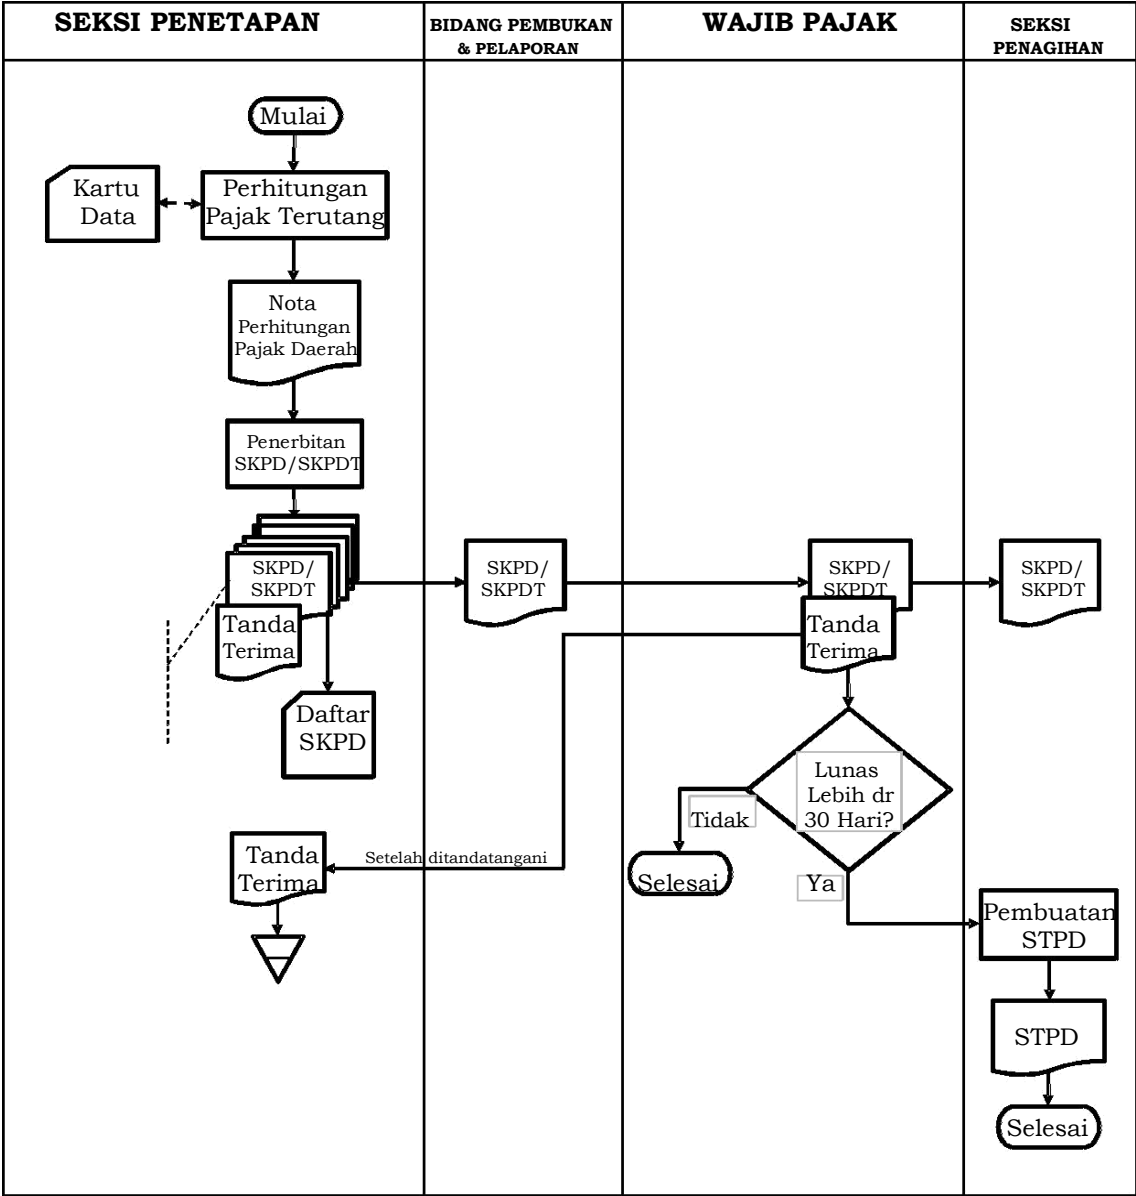 SEKSI PENETAPAN
BIDANG PEMBUKAN
& PELAPORAN
WAJIB PAJAK
SEKSI
PENAGIHAN
Mulai
Kartu
Data
Perhitungan
Pajak Terutang
Nota
Perhitungan
Pajak Daerah
Penerbitan
SKPD/SKPDT
SKPD/
SKPDT
Tanda
Terima
SKPD/
SKPDT
SKPD/
SKPDT
Tanda
Terima
SKPD/
SKPDT
Daftar
SKPD
Lunas
Lebih dr
30 Hari?
Tidak
Selesai
Ya
Setelah ditandatangani
Tanda
Terima
Pembuatan
STPD
STPD
Selesai